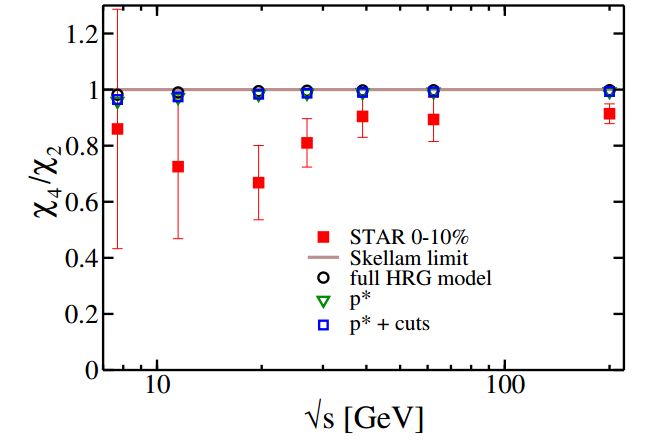 1.2
1
0.8
0.6
0.4
0.2
0
χ4/χ2
STAR 0-10%
Skellam limit
full HRG model
p*
p* + cuts
10
100
√s [GeV]